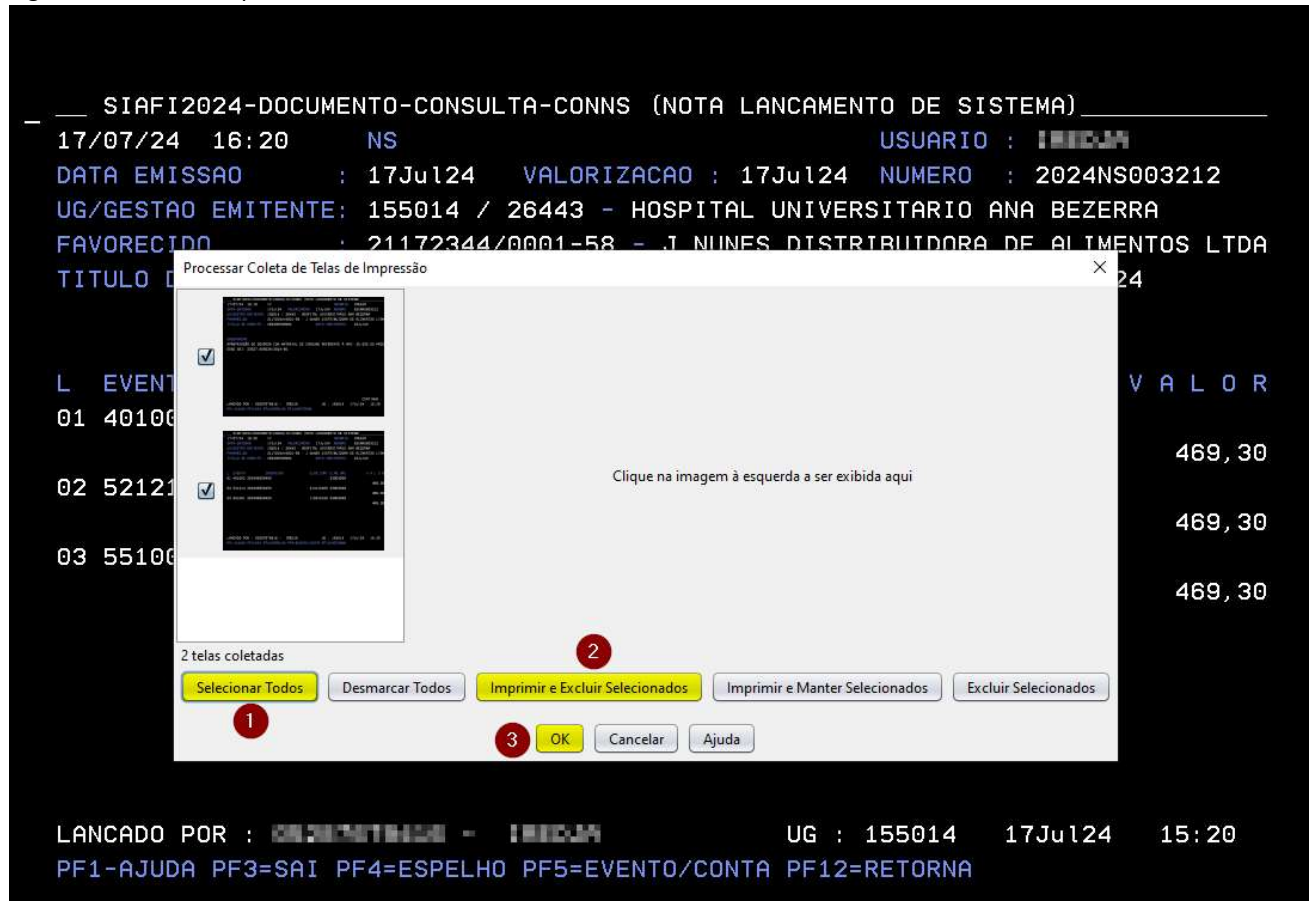 __ SIAFI2024-DOCUMENTO-CONSULTA-CONNS (NOTA LANCAMENTO DE SISTEMA)____________
17/07/24 16:20 NS USUARIO :
DATA EMISSAO : 17Jul24 VALORIZACAO : 17Jul24 NUMERO : 2024NS003212
UG/GESTAO EMITENTE: 155014 / 26443 - HOSPITAL UNIVERSITARIO ANA BEZERRA
FAVORECIDO : 21172344/0001-58 - J NUNES DISTRIBUIDORA DE ALIMENTOS LTDA
TITULO 24
Processar Coleta de Telas de Impressão
L EVENT V A L O R
01 40100
469,30
02 52121
469,30
03 55100
469,30
Clique na imagem à esquerda a ser exibida aqui
2 telas coletadas
2
Selecionar Todos Desmarcar Todos Imprimir e Excluir Selecionados Imprimir e Manter Selecionados Excluir Selecionados
1
3 OK Cancelar Ajuda
LANCADO POR : - UG : 155014 17Jul24 15:20
PF1-AJUDA PF3=SAI PF4=ESPELHO PF5=EVENTO/CONTA PF12=RETORNA